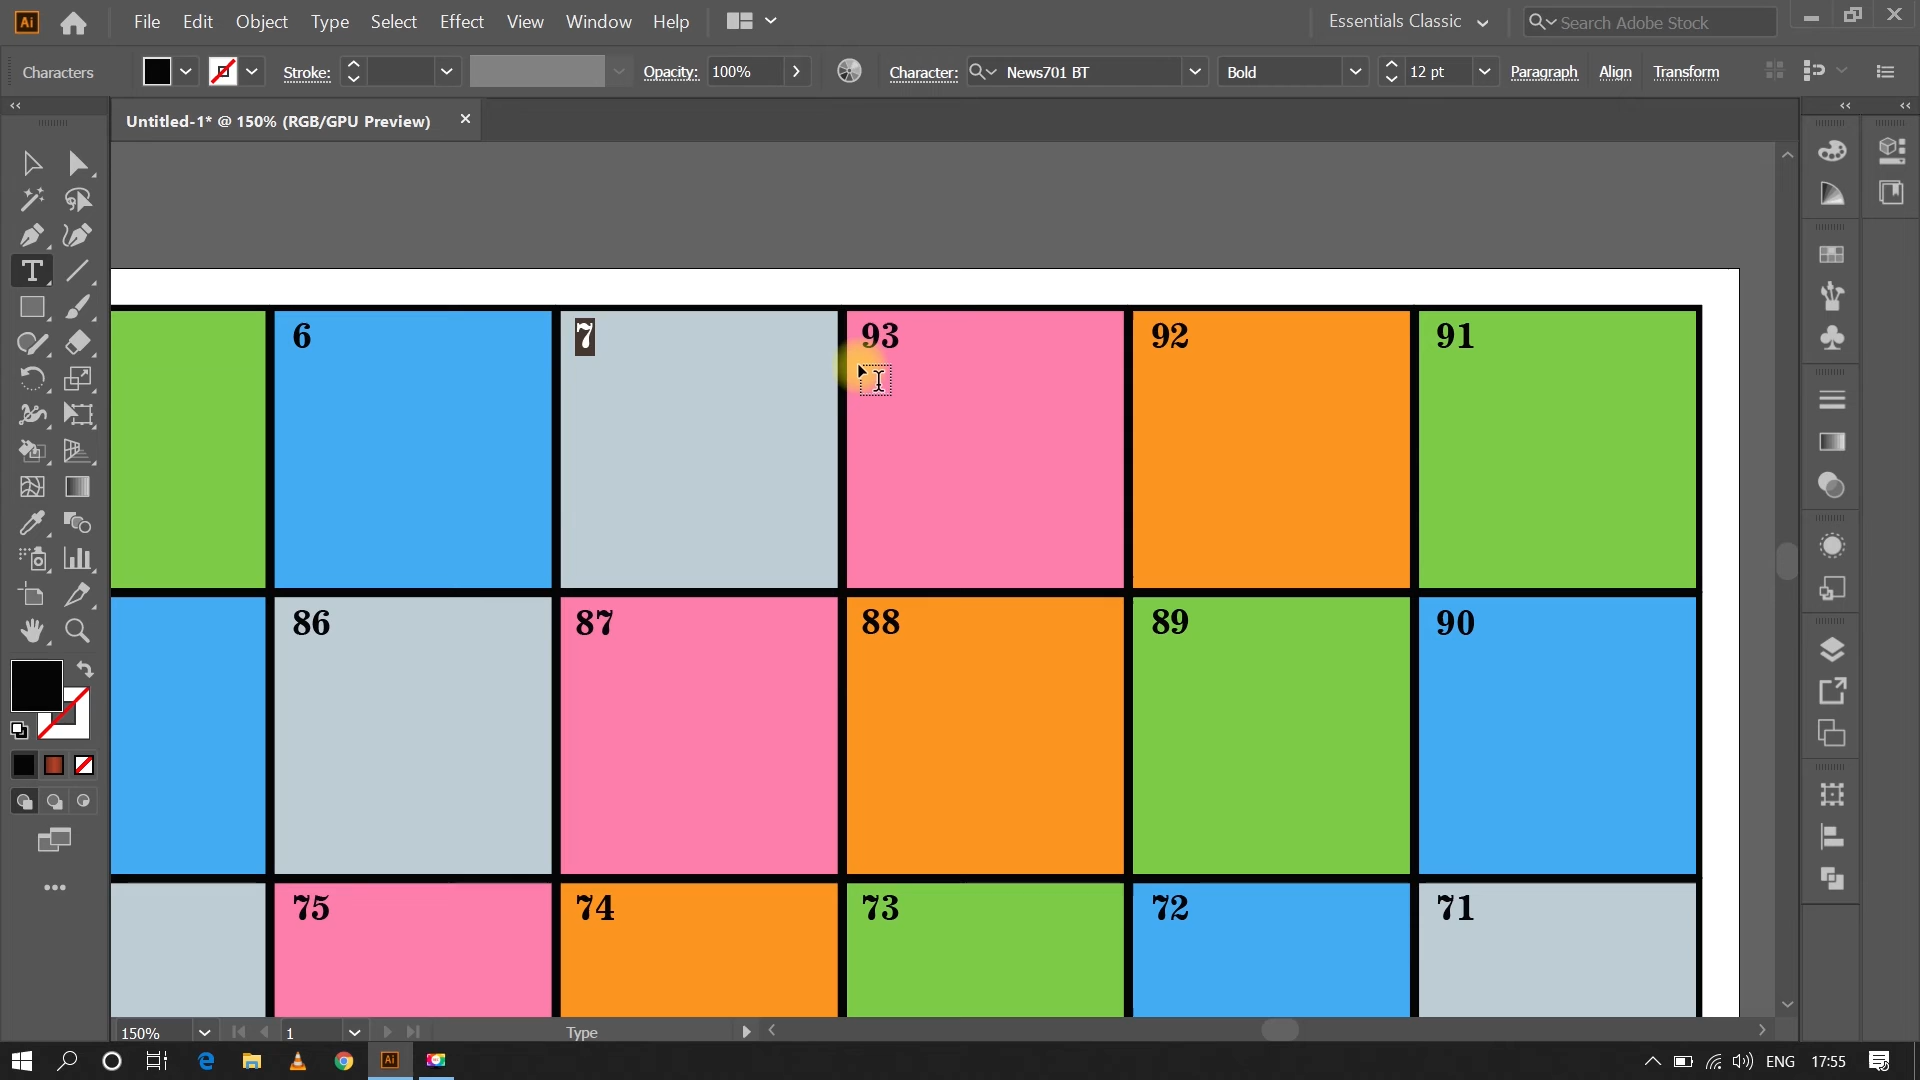 Ai File Edit Object Type Select Effect View Window Help Essentials Classic Search Adobe Stock
Characters Stroke: Opacity: 100% Character: News701 BT Bold 12 pt Paragraph Align Transform
Untitled-1* @ 150% (RGB/GPU Preview)
6 7 93 92 91
86 87 88 89 90
75 74 73 72 71
150% 1 Type
Ai ENG 17:55